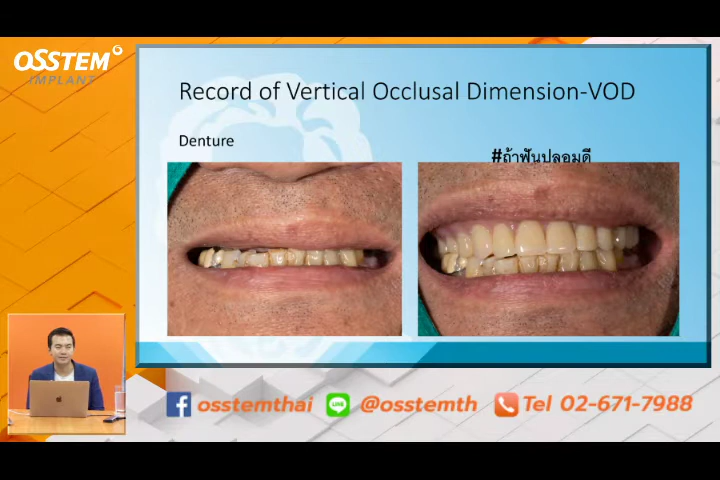 OSSTEM
IMPLANT
Record of Vertical Occlusal Dimension-VOD
Denture
#ถ้าฟันปลอมดี
osstemthai LINE @osstemth Tel 02-671-7988